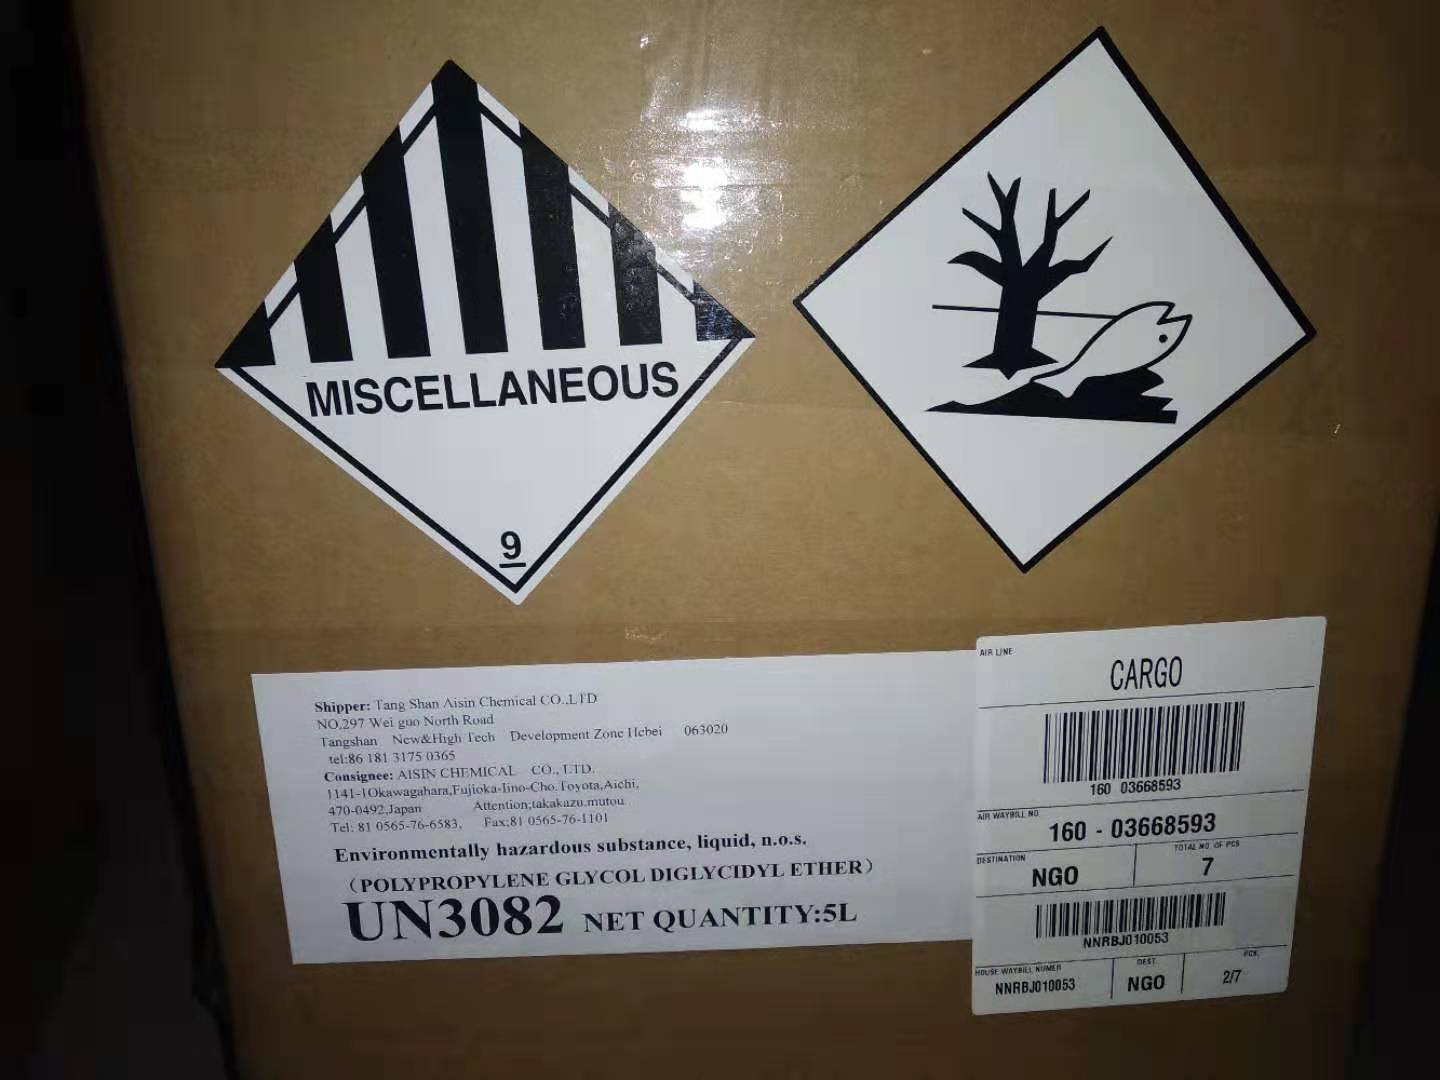 MISCELLANEOUS
9
Shipper: Tang Shan Aisin Chemical CO.,LTD
NO.297 Wei guo North Road
Tangshan New&High Tech Development Zone Hebei 063020
tel:86 181 3175 0365
Consignee: AISIN CHEMICAL CO., LTD.
1141-1Okawagahara,Fujioka-Iino-Cho.Toyota,Aichi,
470-0492,Japan Attention;takakazu.mutou
Tel: 81 0565-76-6583, Fax:81 0565-76-1101
Environmentally hazardous substance, liquid, n.o.s.
（POLYPROPYLENE GLYCOL DIGLYCIDYL ETHER）
UN3082 NET QUANTITY:5L
AIR LINE
CARGO
160 03668593
AIR WAYBILL NO.
160 - 03668593
DESTINATION TOTAL NO. OF PCS
NGO 7
NNRBJ010053
HOUSE WAYBILL NUMER DEST. PCS.
NNRBJ010053 NGO 2/7